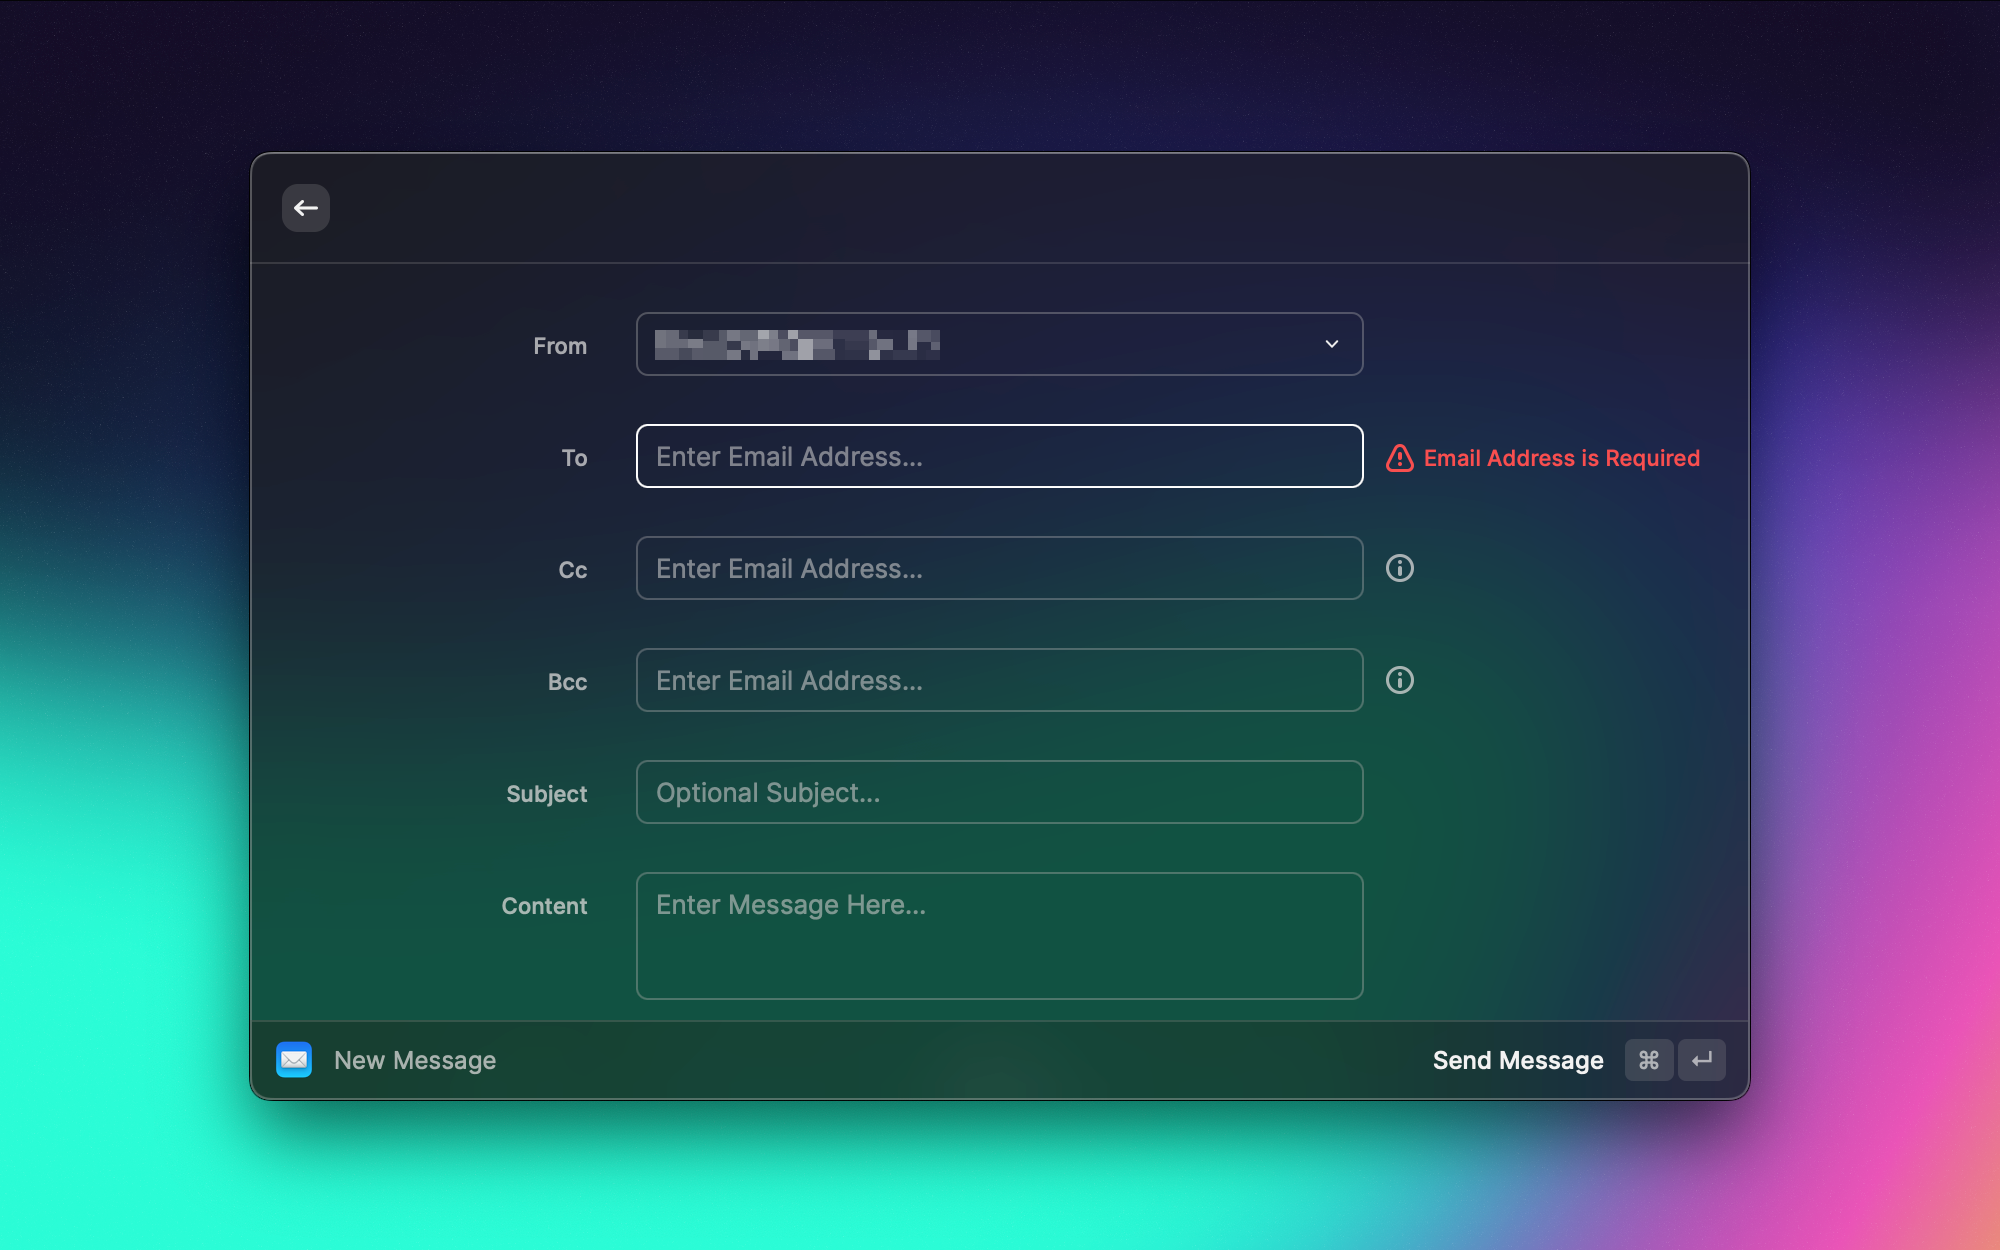 From
To
Enter Email Address...
Email Address is Required
Cc
Enter Email Address...
Bcc
Enter Email Address...
Subject
Optional Subject...
Content
Enter Message Here...
New Message
Send Message ⌘ ↵